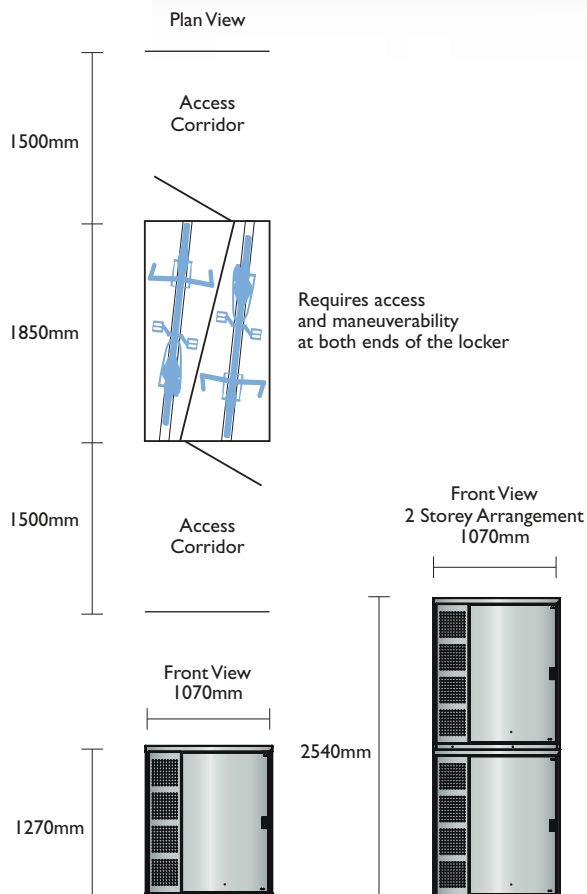 Plan View
Access
Corridor
1500mm
1850mm
Requires access
and maneuverability
at both ends of the locker
1500mm
Access
Corridor
Front View
2 Storey Arrangement
1070mm
Front View
1070mm
2540mm
1270mm